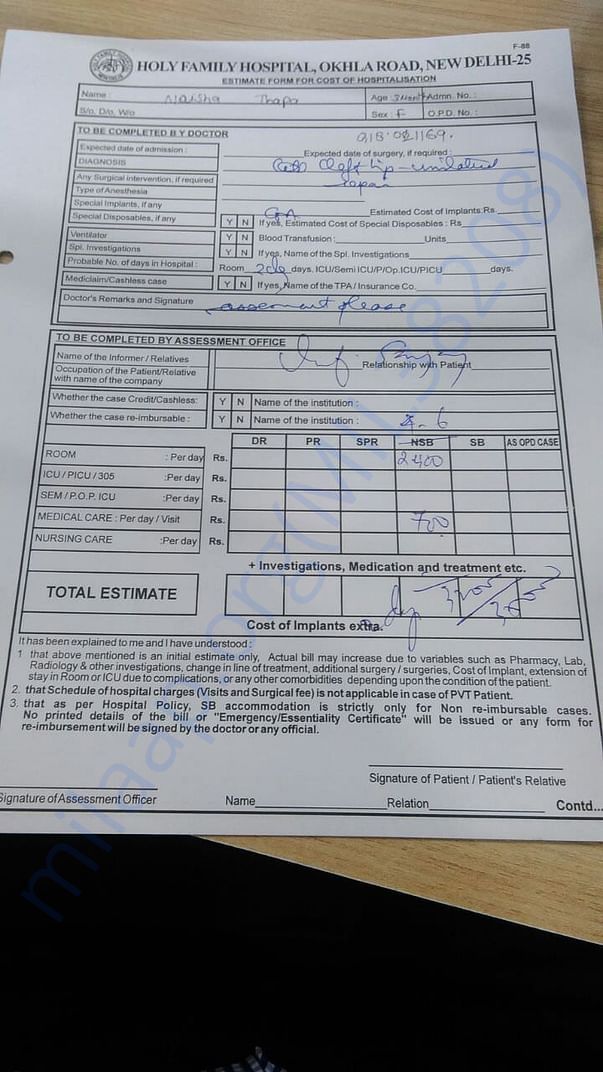 F-88
HOLY FAMILY HOSPITAL, OKHLA ROAD, NEW DELHI-25
ESTIMATE FORM FOR COST OF HOSPITALISATION
Name : Naisha Thapa Age : Admn. No. :
S/o, D/o, W/o Sex : F O.P.D. No. :
TO BE COMPLETED BY DOCTOR
Expected date of admission : Expected date of surgery, if required :
DIAGNOSIS cleft lip - unilateral
Any Surgical intervention, if required repair
Type of Anesthesia GA
Special Implants, if any Estimated Cost of Implants:Rs.
Special Disposables, if any Y N If yes, Estimated Cost of Special Disposables : Rs
Ventilator Y N Blood Transfusion : Units
Spl. Investigations Y N If yes, Name of the Spl. Investigations
Probable No. of days in Hospital : Room days. ICU/Semi ICU/P/Op.ICU/PICU days.
Mediclaim/Cashless case Y N If yes, Name of the TPA / Insurance Co.
Doctor's Remarks and Signature assessment please
TO BE COMPLETED BY ASSESSMENT OFFICE
Name of the Informer / Relatives
Relationship with Patient
Occupation of the Patient/Relative
with name of the company
Whether the case Credit/Cashless: Y N Name of the institution :
Whether the case re-imbursable : Y N Name of the institution :
DR PR SPR NSB SB AS OPD CASE
ROOM : Per day Rs. 2400
ICU / PICU / 305 :Per day Rs.
SEM / P.O.P. ICU :Per day Rs.
MEDICAL CARE : Per day / Visit Rs. 700
NURSING CARE :Per day Rs.
+ Investigations, Medication and treatment etc.
TOTAL ESTIMATE
Cost of Implants extra.
It has been explained to me and I have understood :
1 that above mentioned is an initial estimate only, Actual bill may increase due to variables such as Pharmacy, Lab,
Radiology & other investigations, change in line of treatment, additional surgery / surgeries, Cost of Implant, extension of
stay in Room or ICU due to complications, or any other comorbidities depending upon the condition of the patient.
2. that Schedule of hospital charges (Visits and Surgical fee) is not applicable in case of PVT Patient.
3. that as per Hospital Policy, SB accommodation is strictly only for Non re-imbursable cases.
No printed details of the bill or "Emergency/Essentiality Certificate" will be issued or any form for
re-imbursement will be signed by the doctor or any official.
Signature of Patient / Patient's Relative
Signature of Assessment Officer Name Relation Contd...